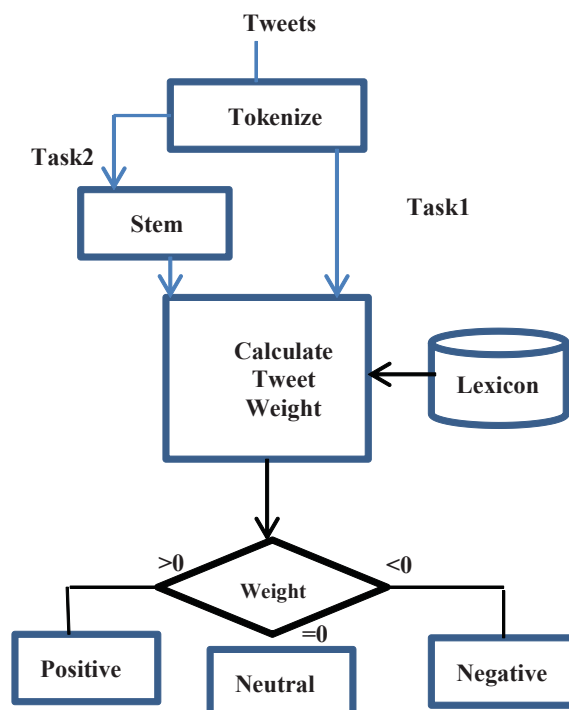 Tweets
Tokenize
Task2
Stem
Task1
Calculate
Tweet
Weight
Lexicon
>0
<0
Weight
=0
Positive
Neutral
Negative